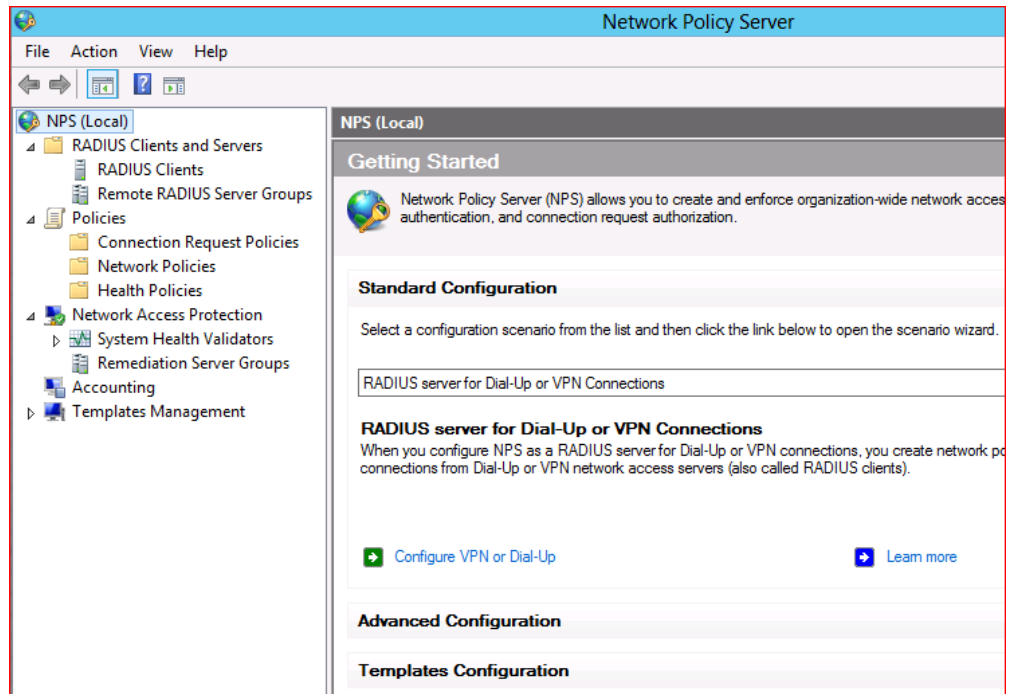 Network Policy Server
File Action View Help
NPS (Local)
RADIUS Clients and Servers
RADIUS Clients
Remote RADIUS Server Groups
Policies
Connection Request Policies
Network Policies
Health Policies
Network Access Protection
System Health Validators
Remediation Server Groups
Accounting
Templates Management
NPS (Local)
Getting Started
Network Policy Server (NPS) allows you to create and enforce organization-wide network acces
authentication, and connection request authorization.
Standard Configuration
Select a configuration scenario from the list and then click the link below to open the scenario wizard.
RADIUS server for Dial-Up or VPN Connections
RADIUS server for Dial-Up or VPN Connections
When you configure NPS as a RADIUS server for Dial-Up or VPN connections, you create network po
connections from Dial-Up or VPN network access servers (also called RADIUS clients).
Configure VPN or Dial-Up Learn more
Advanced Configuration
Templates Configuration